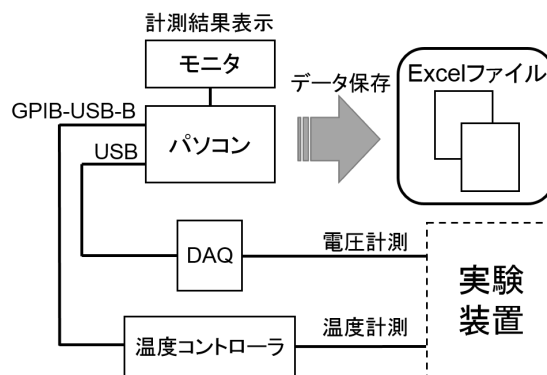 計測結果表示
モニタ
データ保存
Excelファイル
GPIB-USB-B
パソコン
USB
DAQ
電圧計測
実験
装置
温度コントローラ
温度計測